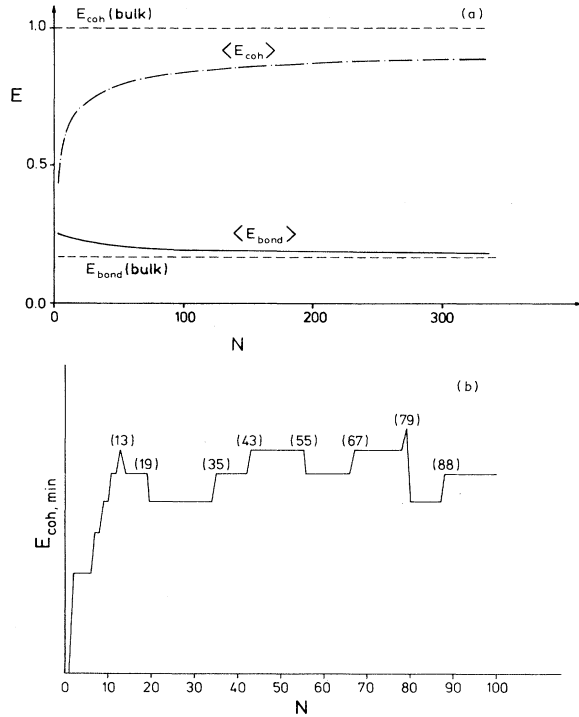 E_coh (bulk)
(a)
1.0
<E_coh>
E
0.5
<E_bond>
E_bond (bulk)
0.0
0
100
200
300
N
(b)
(79)
(13)
(43)
(55)
(67)
(19)
(35)
(88)
E_coh, min
0
10
20
30
40
50
60
70
80
90
100
N